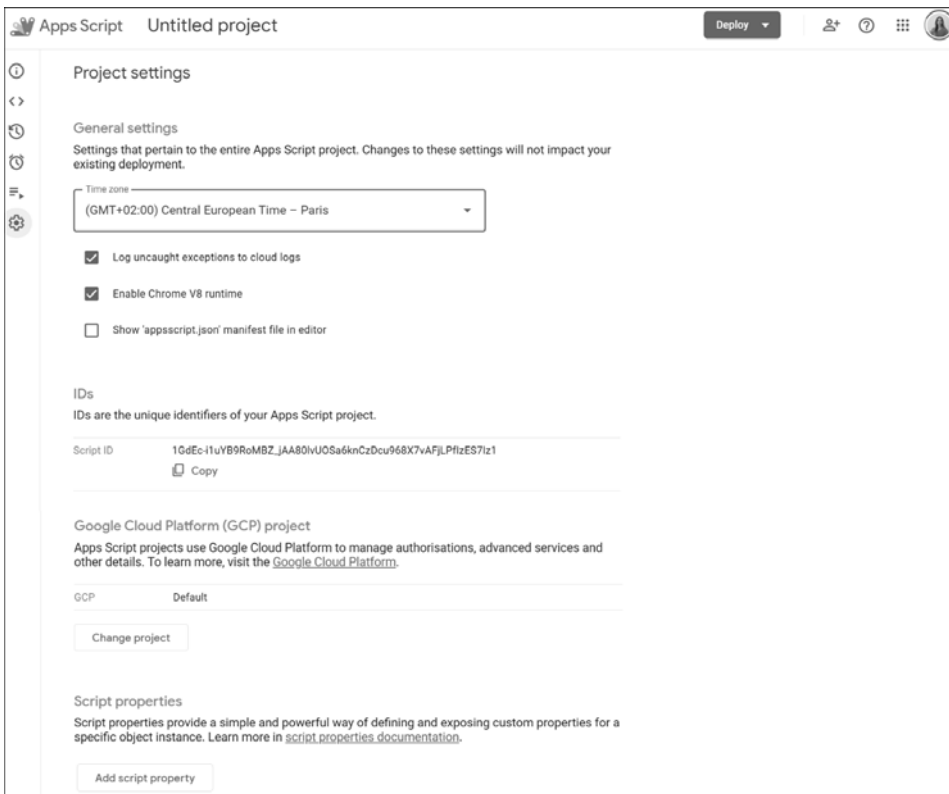 Apps Script Untitled project Deploy
Project settings
General settings
Settings that pertain to the entire Apps Script project. Changes to these settings will not impact your
existing deployment.
Time zone
(GMT+02:00) Central European Time – Paris
Log uncaught exceptions to cloud logs
Enable Chrome V8 runtime
Show 'appsscript.json' manifest file in editor
IDs
IDs are the unique identifiers of your Apps Script project.
Script ID
Copy
Google Cloud Platform (GCP) project
Apps Script projects use Google Cloud Platform to manage authorisations, advanced services and
other details. To learn more, visit the Google Cloud Platform.
GCP Default
Change project
Script properties
Script properties provide a simple and powerful way of defining and exposing custom properties for a
specific object instance. Learn more in script properties documentation.
Add script property